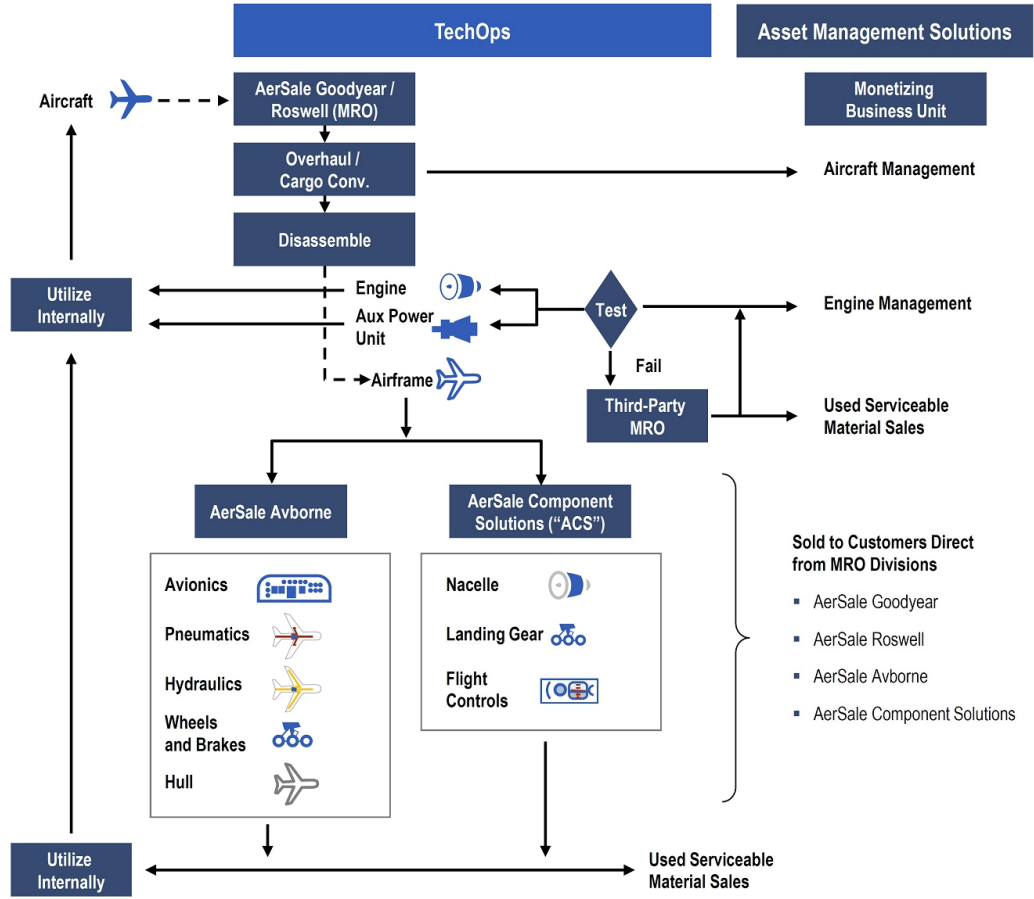 TechOps
Asset Management Solutions
Aircraft
AerSale Goodyear /
Roswell (MRO)
Monetizing
Business Unit
Overhaul /
Cargo Conv.
Aircraft Management
Disassemble
Utilize
Internally
Engine
Aux Power
Unit
Test
Engine Management
Airframe
Fail
Third-Party
MRO
Used Serviceable
Material Sales
AerSale Avborne
AerSale Component
Solutions (“ACS”)
Avionics
Pneumatics
Hydraulics
Wheels
and Brakes
Hull
Nacelle
Landing Gear
Flight
Controls
Sold to Customers Direct
from MRO Divisions
▪ AerSale Goodyear
▪ AerSale Roswell
▪ AerSale Avborne
▪ AerSale Component Solutions
Utilize
Internally
Used Serviceable
Material Sales